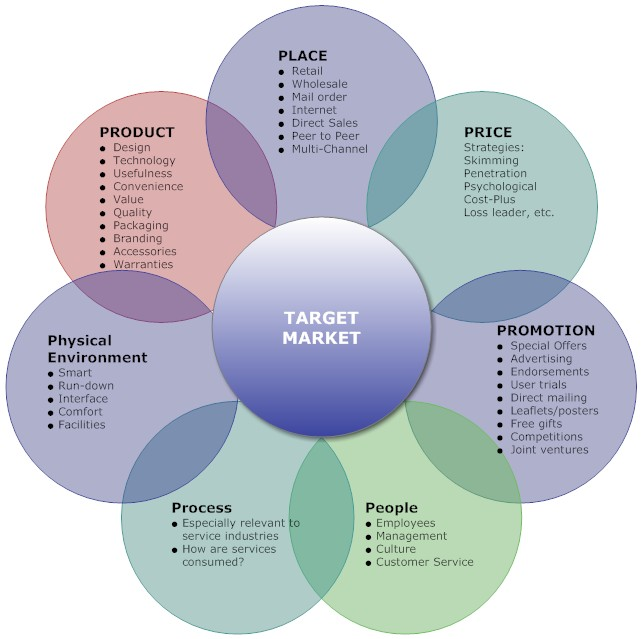 PLACE
● Retail
● Wholesale
● Mail order
● Internet
● Direct Sales
● Peer to Peer
● Multi-Channel
PRODUCT
● Design
● Technology
● Usefulness
● Convenience
● Value
● Quality
● Packaging
● Branding
● Accessories
● Warranties
PRICE
Strategies:
Skimming
Penetration
Psychological
Cost-Plus
Loss leader, etc.
TARGET
MARKET
Physical
Environment
● Smart
● Run-down
● Interface
● Comfort
● Facilities
PROMOTION
● Special Offers
● Advertising
● Endorsements
● User trials
● Direct mailing
● Leaflets/posters
● Free gifts
● Competitions
● Joint ventures
Process
● Especially relevant to
service industries
● How are services
consumed?
People
● Employees
● Management
● Culture
● Customer Service